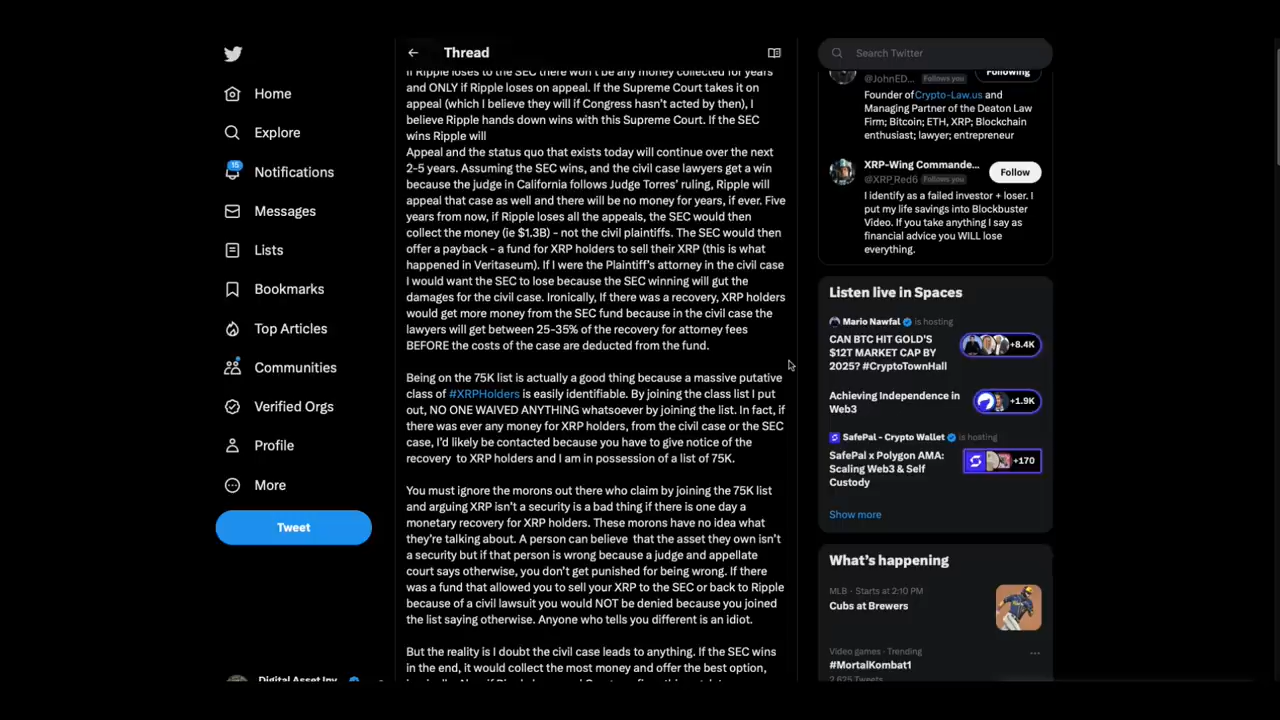 Thread
Search Twitter
Home
Explore
15
Notifications
Messages
Lists
Bookmarks
Top Articles
Communities
Verified Orgs
Profile
More
Tweet
Digital Asset Inv
If Ripple loses to the SEC there won't be any money collected for years
and ONLY if Ripple loses on appeal. If the Supreme Court takes it on
appeal (which I believe they will if Congress hasn't acted by then), I
believe Ripple hands down wins with this Supreme Court. If the SEC
wins Ripple will
Appeal and the status quo that exists today will continue over the next
2-5 years. Assuming the SEC wins, and the civil case lawyers get a win
because the judge in California follows Judge Torres' ruling, Ripple will
appeal that case as well and there will be no money for years, if ever. Five
years from now, if Ripple loses all the appeals, the SEC would then
collect the money (ie $1.3B) - not the civil plaintiffs. The SEC would then
offer a payback - a fund for XRP holders to sell their XRP (this is what
happened in Veritaseum). If I were the Plaintiff's attorney in the civil case
I would want the SEC to lose because the SEC winning will gut the
damages for the civil case. Ironically, If there was a recovery, XRP holders
would get more money from the SEC fund because in the civil case the
lawyers will get between 25-35% of the recovery for attorney fees
BEFORE the costs of the case are deducted from the fund.
Being on the 75K list is actually a good thing because a massive putative
class of #XRPHolders is easily identifiable. By joining the class list I put
out, NO ONE WAIVED ANYTHING whatsoever by joining the list. In fact, if
there was ever any money for XRP holders, from the civil case or the SEC
case, I'd likely be contacted because you have to give notice of the
recovery to XRP holders and I am in possession of a list of 75K.
You must ignore the morons out there who claim by joining the 75K list
and arguing XRP isn't a security is a bad thing if there is one day a
monetary recovery for XRP holders. These morons have no idea what
they're talking about. A person can believe that the asset they own isn't
a security but if that person is wrong because a judge and appellate
court says otherwise, you don't get punished for being wrong. If there
was a fund that allowed you to sell your XRP to the SEC or back to Ripple
because of a civil lawsuit you would NOT be denied because you joined
the list saying otherwise. Anyone who tells you different is an idiot.
But the reality is I doubt the civil case leads to anything. If the SEC wins
in the end, it would collect the most money and offer the best option,
@JohnED... Follows you
Following
Founder of Crypto-Law.us and
Managing Partner of the Deaton Law
Firm; Bitcoin; ETH, XRP; Blockchain
enthusiast; lawyer; entrepreneur
XRP-Wing Commande...
@XRP_Red6 Follows you
Follow
I identify as a failed investor + loser. I
put my life savings into Blockbuster
Video. If you take anything I say as
financial advice you WILL lose
everything.
Listen live in Spaces
Mario Nawfal is hosting
CAN BTC HIT GOLD'S
$12T MARKET CAP BY
2025? #CryptoTownHall
+8.4K
Achieving Independence in
Web3
+1.9K
SafePal - Crypto Wallet is hosting
SafePal x Polygon AMA:
Scaling Web3 & Self
Custody
+170
Show more
What's happening
MLB · Starts at 2:10 PM
Cubs at Brewers
Video games · Trending
#MortalKombat1
2,625 Tweets